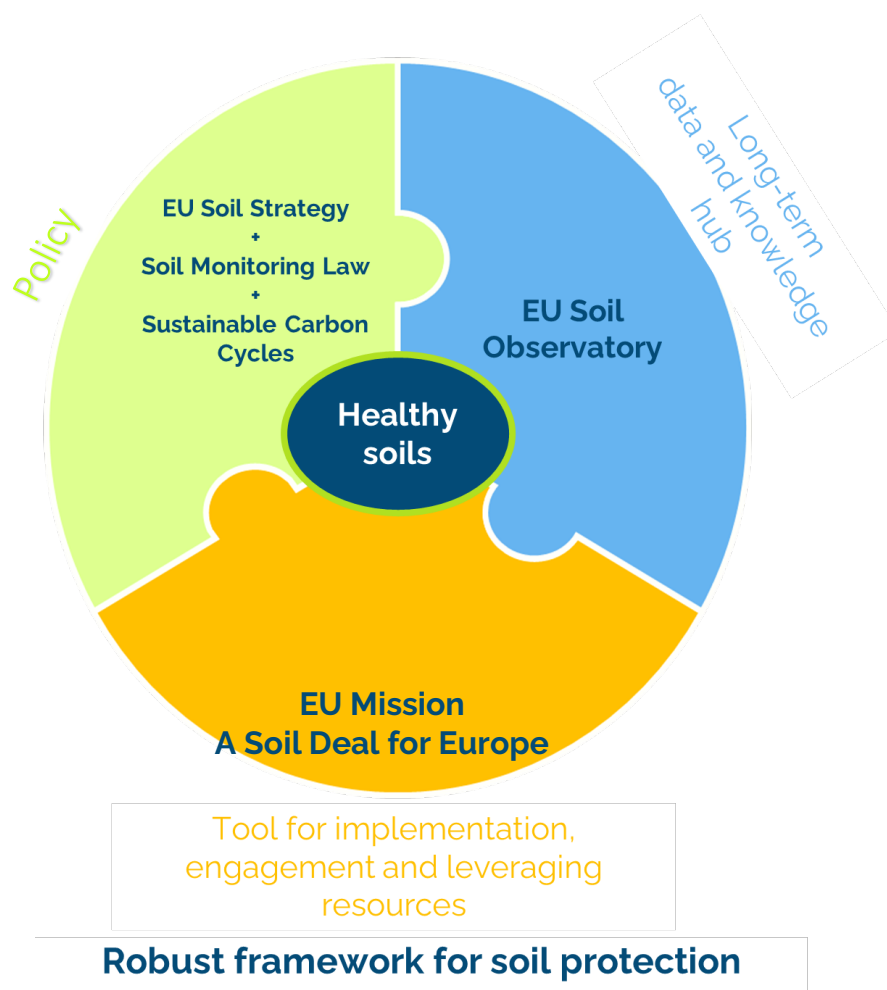 Policy
EU Soil Strategy
+
Soil Monitoring Law
+
Sustainable Carbon
Cycles
Long-term
data and knowledge
hub
EU Soil
Observatory
Healthy
soils
EU Mission
A Soil Deal for Europe
Tool for implementation,
engagement and leveraging
resources
Robust framework for soil protection